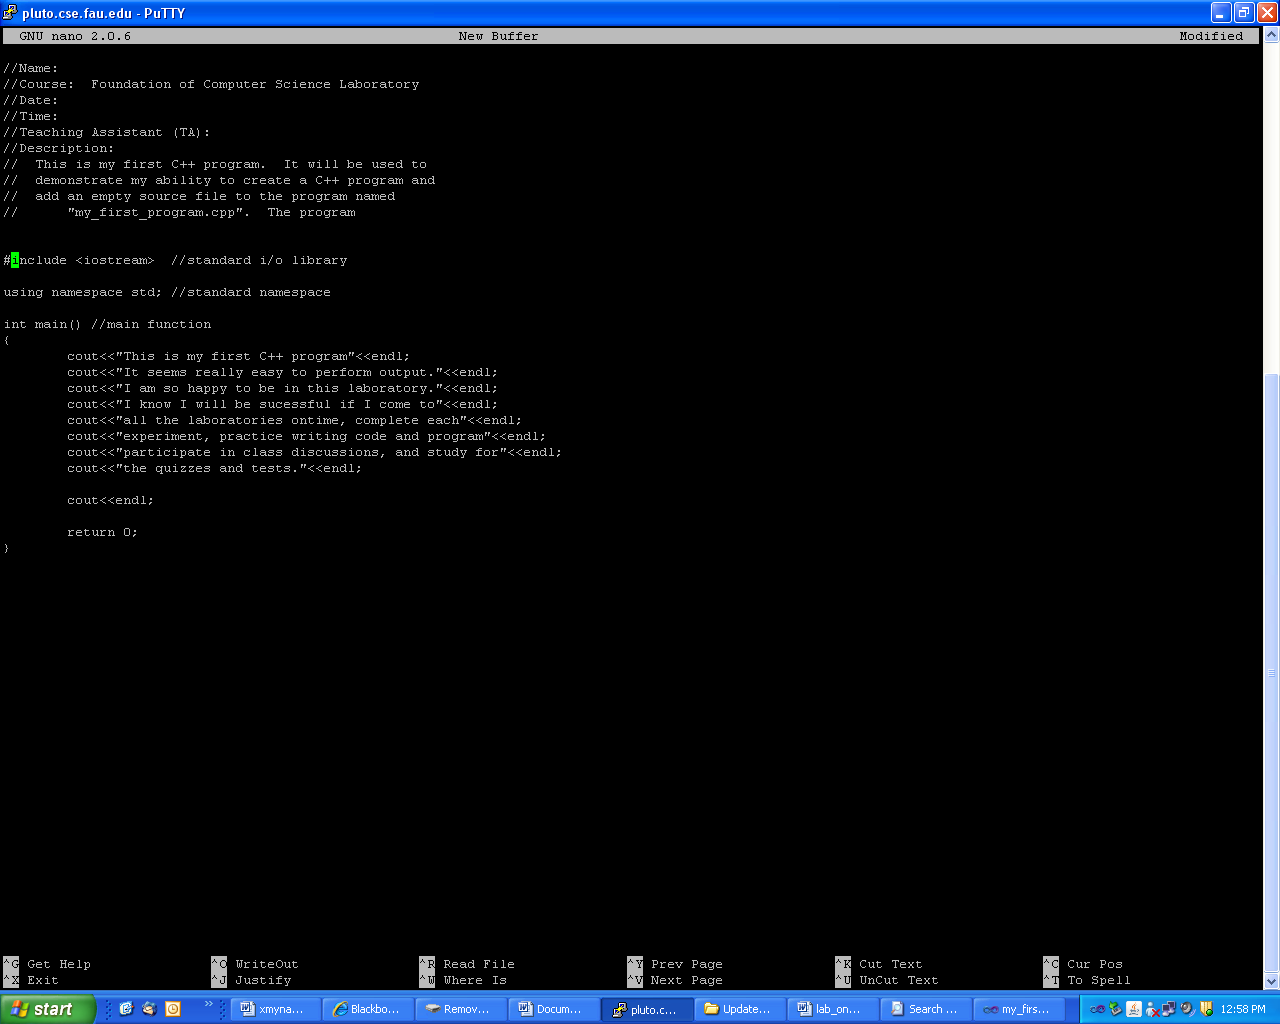 pluto.cse.fau.edu - PuTTY
GNU nano 2.0.6 New Buffer Modified
//Name:
//Course:  Foundation of Computer Science Laboratory
//Date:
//Time:
//Teaching Assistant (TA):
//Description:
//  This is my first C++ program.  It will be used to
//  demonstrate my ability to create a C++ program and
//  add an empty source file to the program named
//      "my_first_program.cpp".  The program
#include <iostream>  //standard i/o library
using namespace std; //standard namespace
int main() //main function
{
        cout<<"This is my first C++ program"<<endl;
        cout<<"It seems really easy to perform output."<<endl;
        cout<<"I am so happy to be in this laboratory."<<endl;
        cout<<"I know I will be sucessful if I come to"<<endl;
        cout<<"all the laboratories ontime, complete each"<<endl;
        cout<<"experiment, practice writing code and program"<<endl;
        cout<<"participate in class discussions, and study for"<<endl;
        cout<<"the quizzes and tests."<<endl;
        cout<<endl;
        return 0;
}
^G Get Help ^O WriteOut ^R Read File ^Y Prev Page ^K Cut Text ^C Cur Pos
^X Exit ^J Justify ^W Where Is ^V Next Page ^U UnCut Text ^T To Spell
start » xmyna... Blackbo... Remov... Docum... pluto.c... Update... lab_on... Search ... my_firs... 12:58 PM